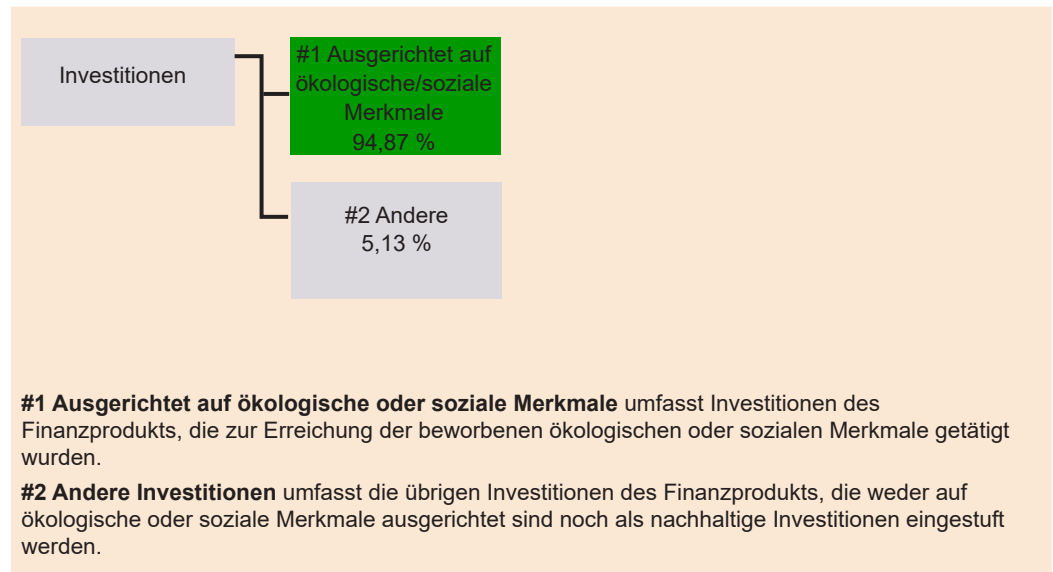 Investitionen
#1 Ausgerichtet auf
ökologische/soziale
Merkmale
94,87 %
#2 Andere
5,13 %
#1 Ausgerichtet auf ökologische oder soziale Merkmale umfasst Investitionen des
Finanzprodukts, die zur Erreichung der beworbenen ökologischen oder sozialen Merkmale getätigt
wurden.
#2 Andere Investitionen umfasst die übrigen Investitionen des Finanzprodukts, die weder auf
ökologische oder soziale Merkmale ausgerichtet sind noch als nachhaltige Investitionen eingestuft
werden.